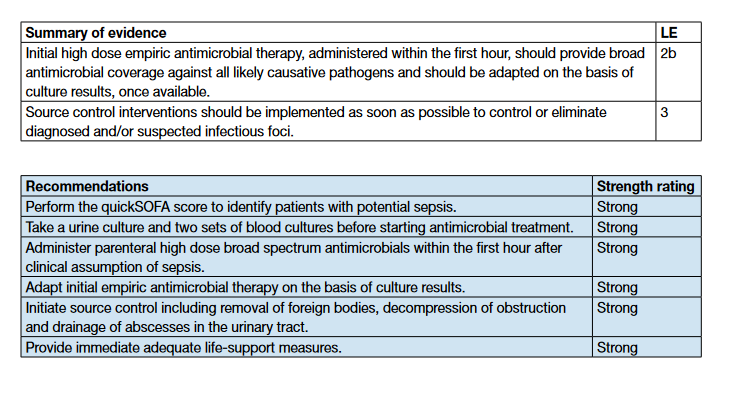 Summary of evidence LE
Initial high dose empiric antimicrobial therapy, administered within the first hour, should provide broad 2b
antimicrobial coverage against all likely causative pathogens and should be adapted on the basis of
culture results, once available.
Source control interventions should be implemented as soon as possible to control or eliminate 3
diagnosed and/or suspected infectious foci.
Recommendations Strength rating
Perform the quickSOFA score to identify patients with potential sepsis. Strong
Take a urine culture and two sets of blood cultures before starting antimicrobial treatment. Strong
Administer parenteral high dose broad spectrum antimicrobials within the first hour after Strong
clinical assumption of sepsis.
Adapt initial empiric antimicrobial therapy on the basis of culture results. Strong
Initiate source control including removal of foreign bodies, decompression of obstruction Strong
and drainage of abscesses in the urinary tract.
Provide immediate adequate life-support measures. Strong